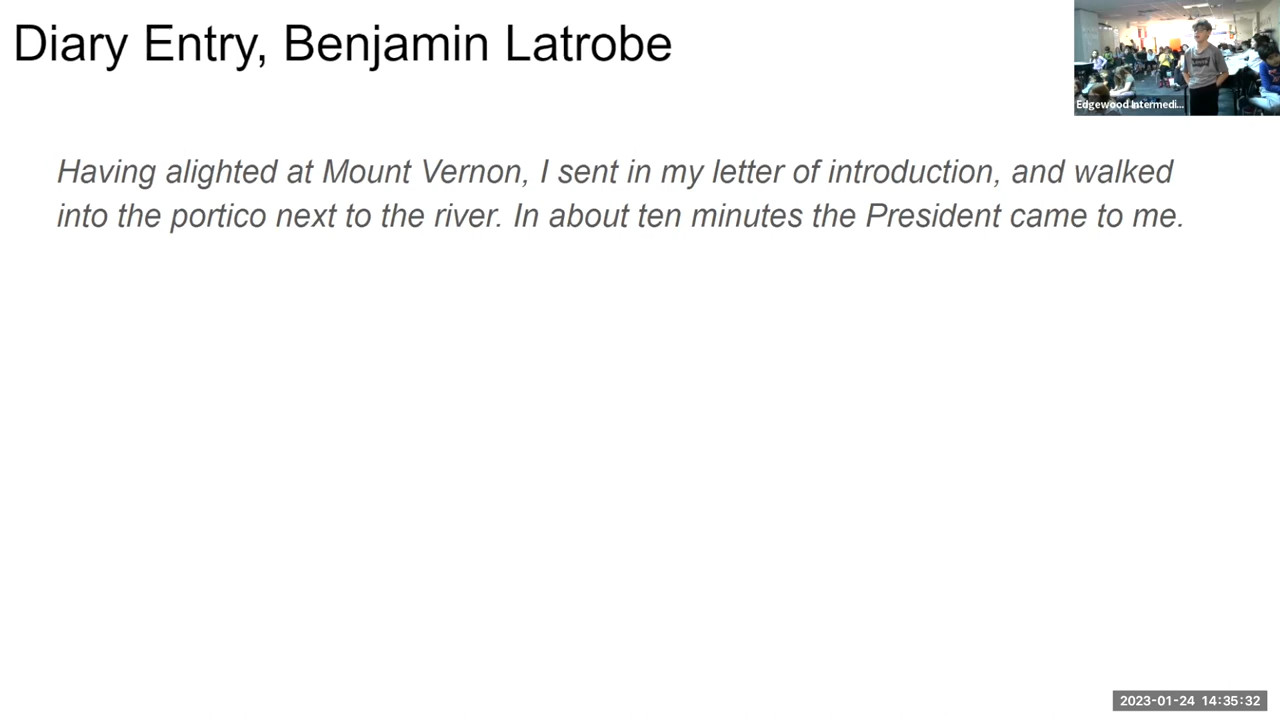 Diary Entry, Benjamin Latrobe
Edgewood Intermedi...
Having alighted at Mount Vernon, I sent in my letter of introduction, and walked
into the portico next to the river. In about ten minutes the President came to me.
2023-01-24 14:35:32